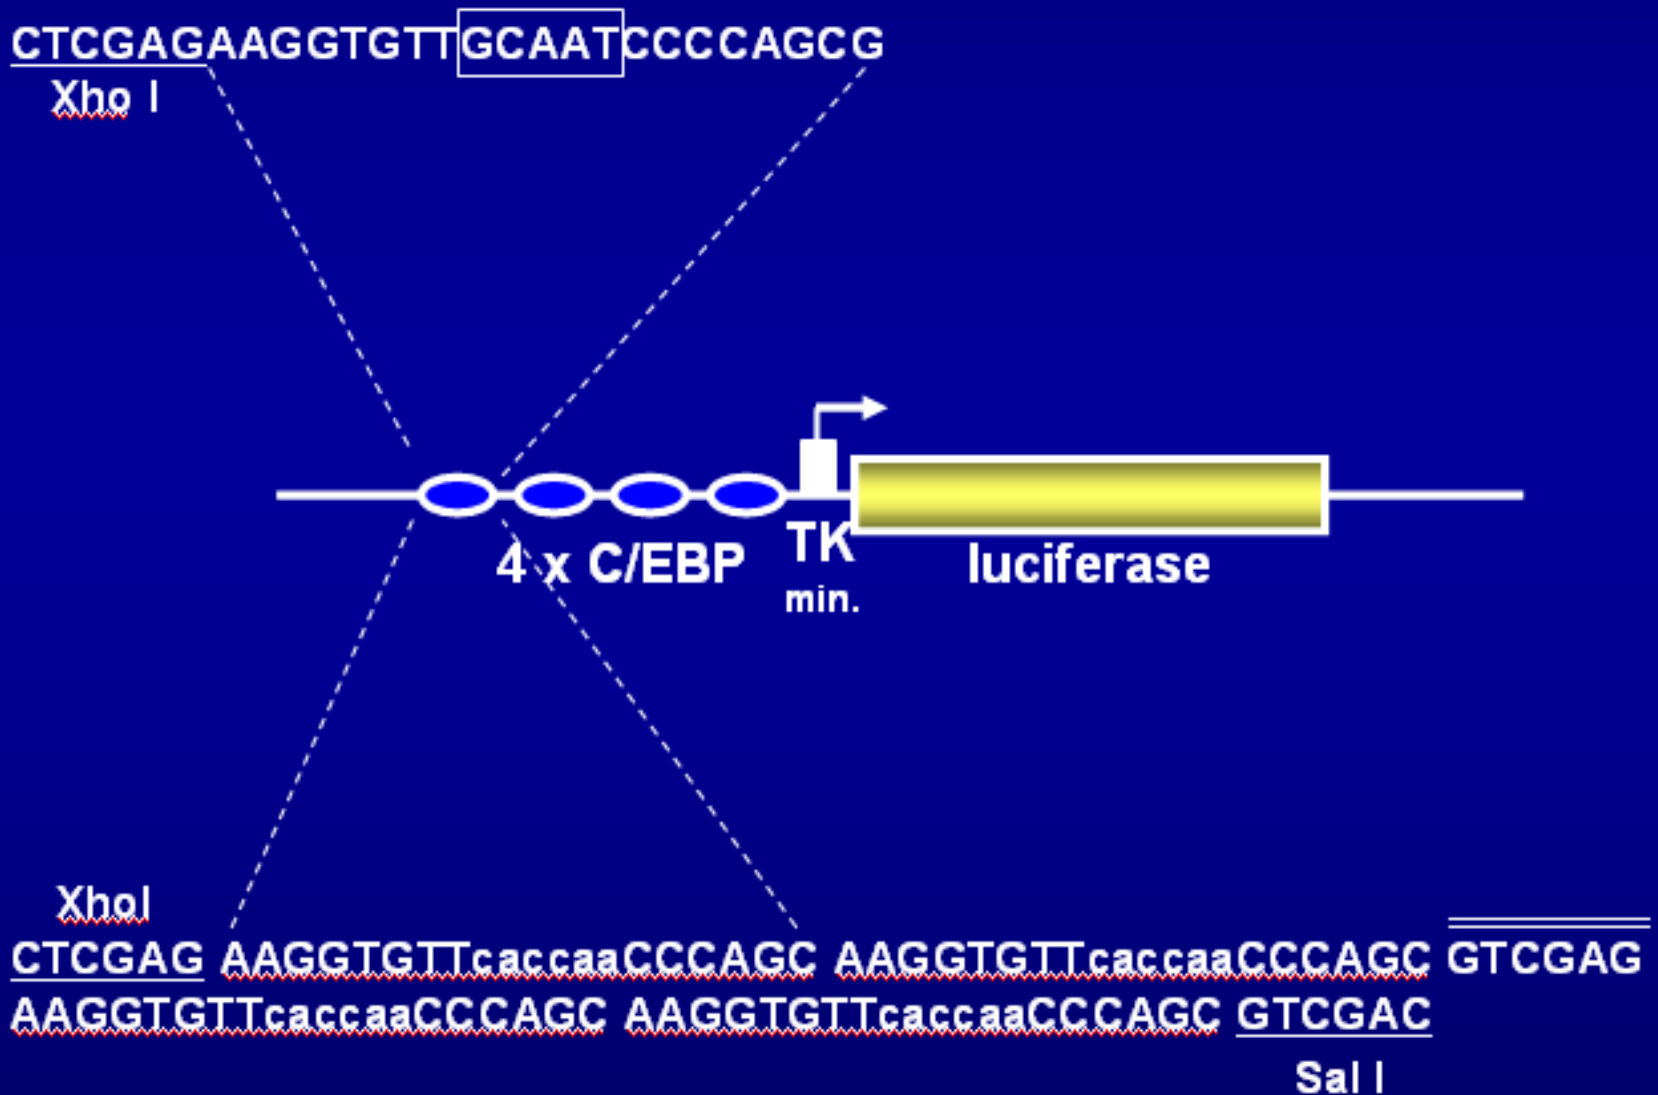 CTCGAGAAGGTGTTGCAATCCCCAGCG
Xho I
4 x C/EBP
TK
min.
luciferase
XhoI
CTCGAG AAGGTGTTcaccaaCCCAGC AAGGTGTTcaccaaCCCAGC GTCGAG
AAGGTGTTcaccaaCCCAGC AAGGTGTTcaccaaCCCAGC GTCGAC
Sal I